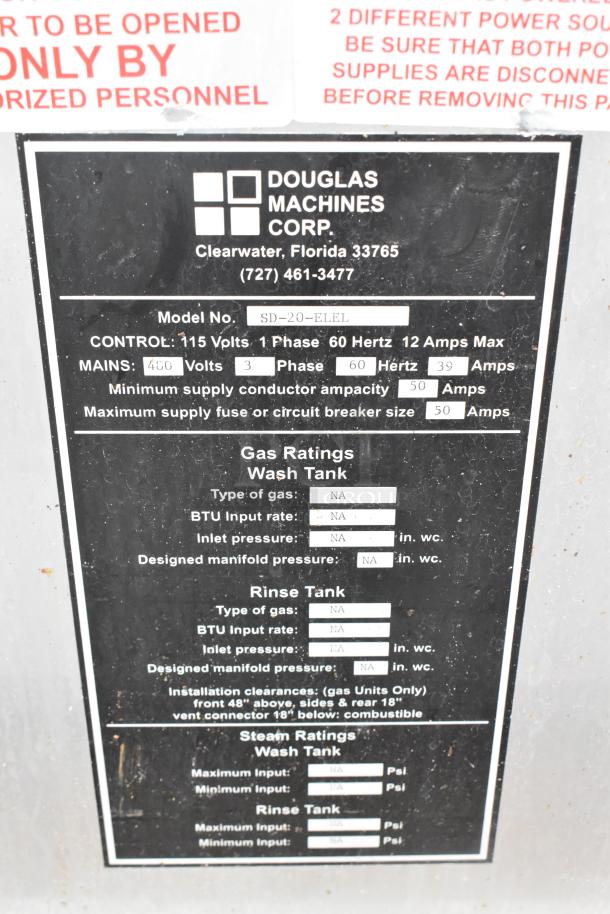 R TO BE OPENED
ONLY BY
ORIZED PERSONNEL
2 DIFFERENT POWER SOU
BE SURE THAT BOTH PO
SUPPLIES ARE DISCONNE
BEFORE REMOVING THIS PA
DOUGLAS
MACHINES
CORP.
Clearwater, Florida 33765
(727) 461-3477
Model No. SD-20-ELEL
CONTROL: 115 Volts 1 Phase 60 Hertz 12 Amps Max
MAINS: 480 Volts 3 Phase 60 Hertz 39 Amps
Minimum supply conductor ampacity 50 Amps
Maximum supply fuse or circuit breaker size 50 Amps
Gas Ratings
Wash Tank
Type of gas: NA
BTU Input rate: NA
Inlet pressure: NA in. wc.
Designed manifold pressure: NA in. wc.
Rinse Tank
Type of gas: NA
BTU Input rate: NA
Inlet pressure: NA in. wc.
Designed manifold pressure: NA in. wc.
Installation clearances: (gas Units Only)
front 48" above, sides & rear 18"
vent connector 18" below: combustible
Steam Ratings
Wash Tank
Maximum Input: NA Psi
Minimum Input: NA Psi
Rinse Tank
Maximum Input: NA Psi
Minimum Input: NA Psi